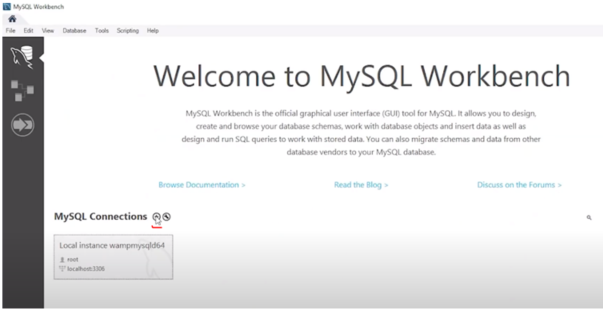 MySQL Workbench
File Edit View Database Tools Scripting Help
Welcome to MySQL Workbench
MySQL Workbench is the official graphical user interface (GUI) tool for MySQL. It allows you to design,
create and browse your database schemas, work with database objects and insert data as well as
design and run SQL queries to work with stored data. You can also migrate schemas and data from other
database vendors to your MySQL database.
Browse Documentation > Read the Blog > Discuss on the Forums >
MySQL Connections
Local instance wampmysqld64
root
localhost:3306